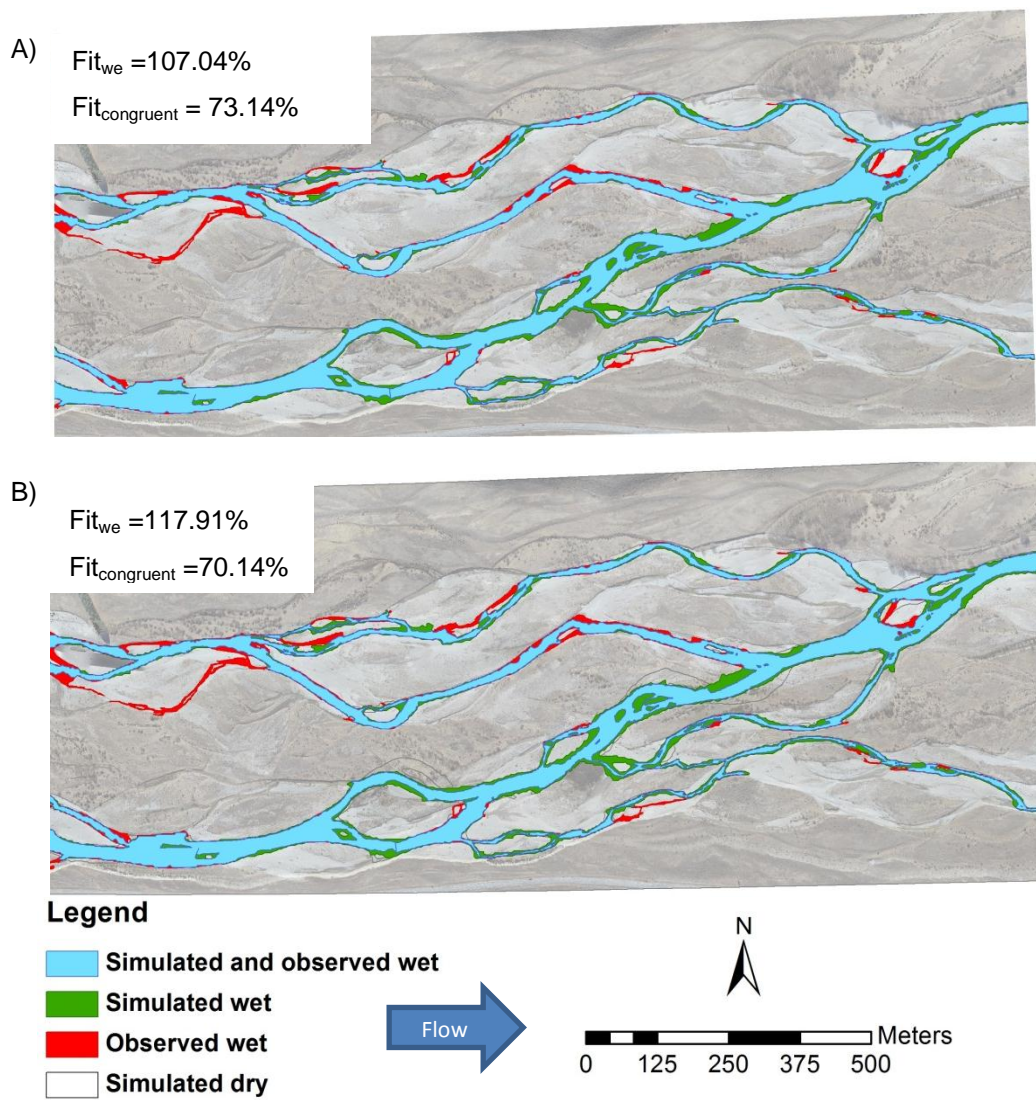 A)
Fitwe =107.04%
Fitcongruent = 73.14%
B)
Fitwe =117.91%
Fitcongruent =70.14%
Legend
Simulated and observed wet
Simulated wet
Observed wet
Simulated dry
Flow
N
Meters
0 125 250 375 500